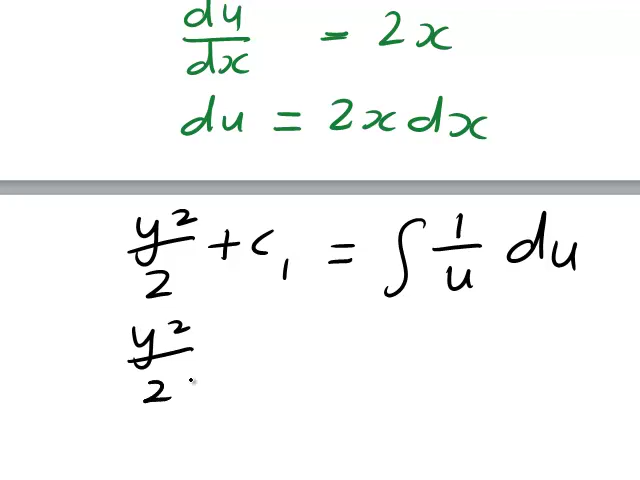 du/dx = 2x
du = 2x dx
y²/2 + c₁ = ∫ 1/u du
y²/2